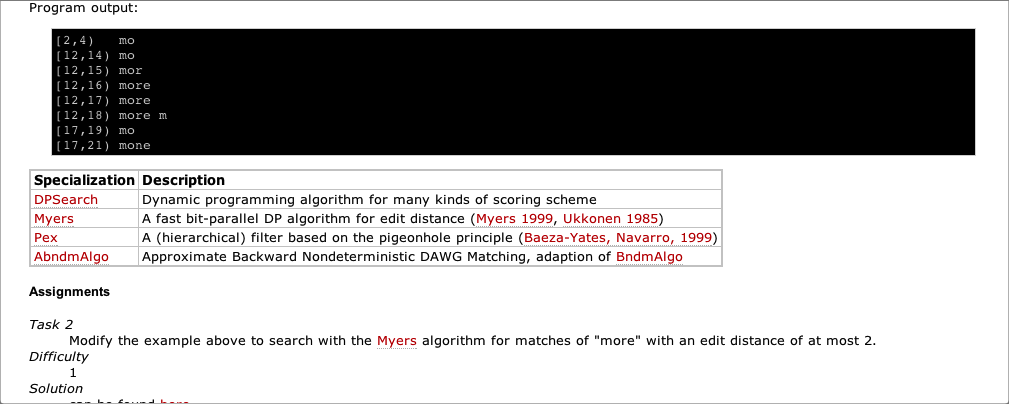 Program output:
[2,4)   mo
[12,14) mo
[12,15) mor
[12,16) more
[12,17) more
[12,18) more m
[17,19) mo
[17,21) mone
Specialization Description
DPSearch Dynamic programming algorithm for many kinds of scoring scheme
Myers A fast bit-parallel DP algorithm for edit distance (Myers 1999, Ukkonen 1985)
Pex A (hierarchical) filter based on the pigeonhole principle (Baeza-Yates, Navarro, 1999)
AbndmAlgo Approximate Backward Nondeterministic DAWG Matching, adaption of BndmAlgo
Assignments
Task 2
Modify the example above to search with the Myers algorithm for matches of "more" with an edit distance of at most 2.
Difficulty
1
Solution
can be found here